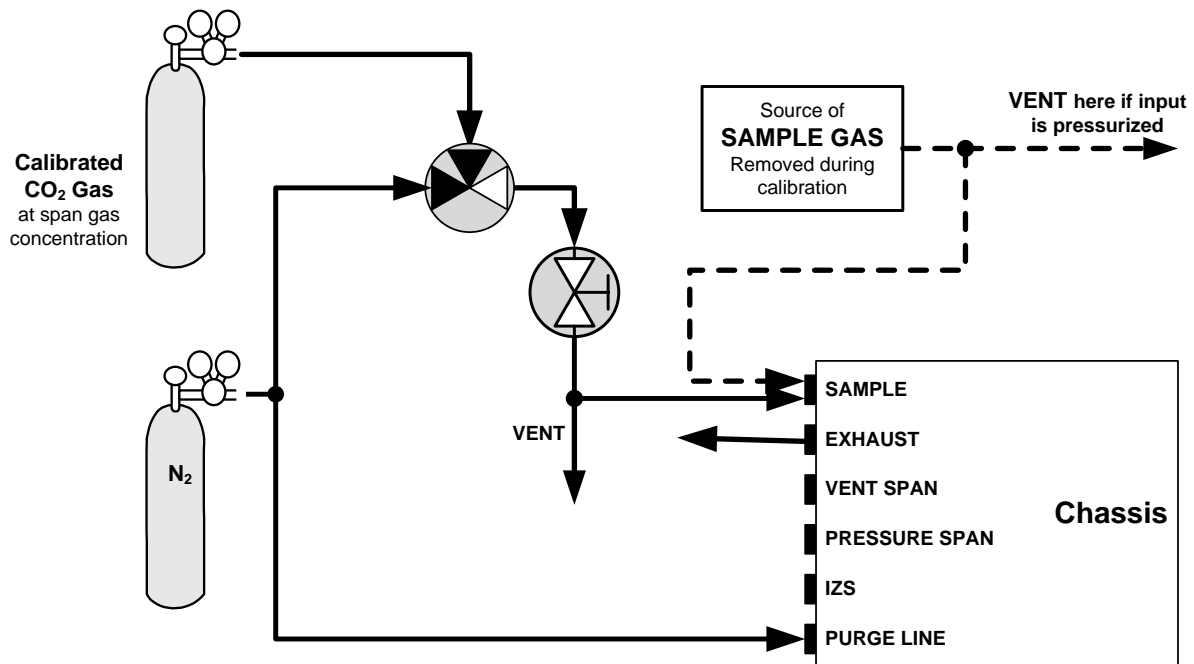 Calibrated
CO₂ Gas
at span gas
concentration
Source of
SAMPLE GAS
Removed during
calibration
VENT here if input
is pressurized
N₂
VENT
SAMPLE
EXHAUST
VENT SPAN
PRESSURE SPAN
IZS
PURGE LINE
Chassis